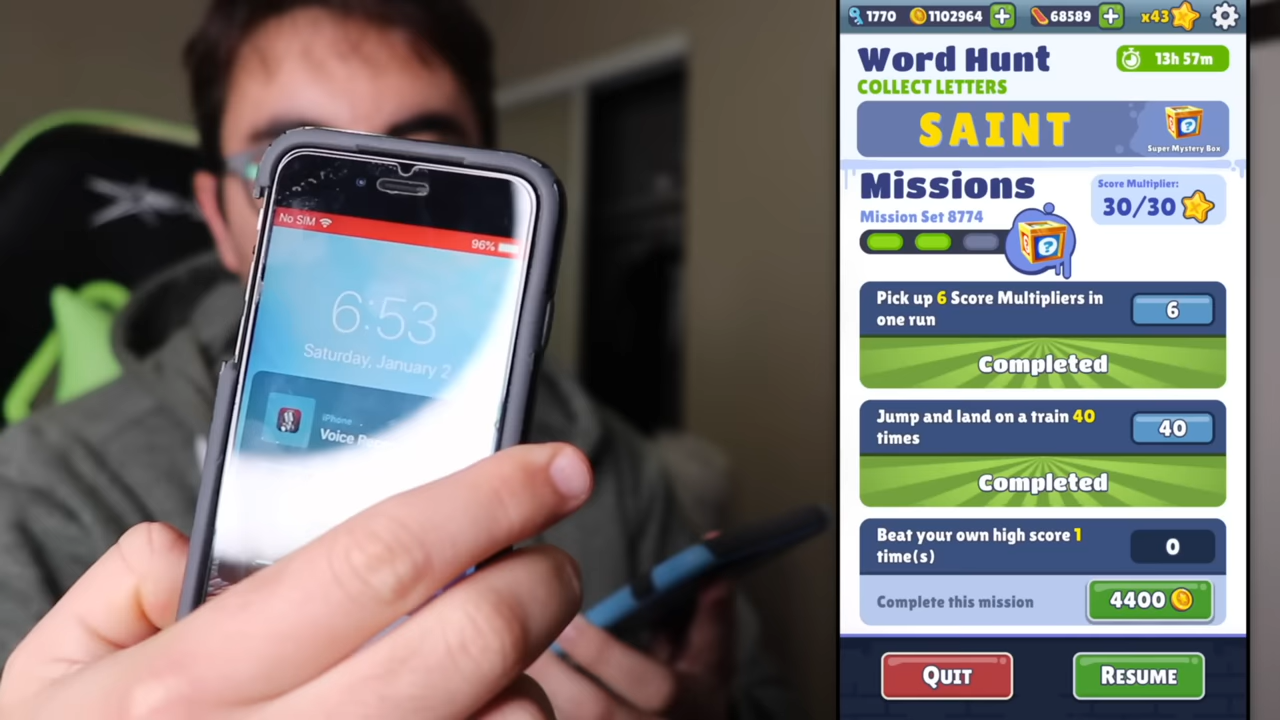 No SIM
96%
6:53
Saturday, January 2
iPhone
Voice
1770
1102964
68589
x43
Word Hunt
13h 57m
COLLECT LETTERS
SAINT
Super Mystery Box
Missions
Score Multiplier:
30/30
Mission Set 8774
Pick up 6 Score Multipliers in
one run
6
Completed
Jump and land on a train 40
times
40
Completed
Beat your own high score 1
time(s)
0
Complete this mission
4400
QUIT
RESUME